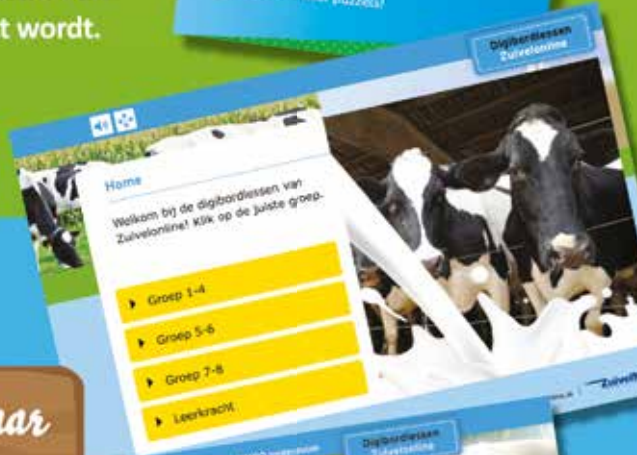 t wordt.
puzzels!
Digibordlessen
Zuivelonline
Home
Welkom bij de digibordlessen van
Zuivelonline! Klik op de juiste groep.
Groep 1-4
Groep 5-6
Groep 7-8
Leerkracht
Digibordlessen
Zuivelonline